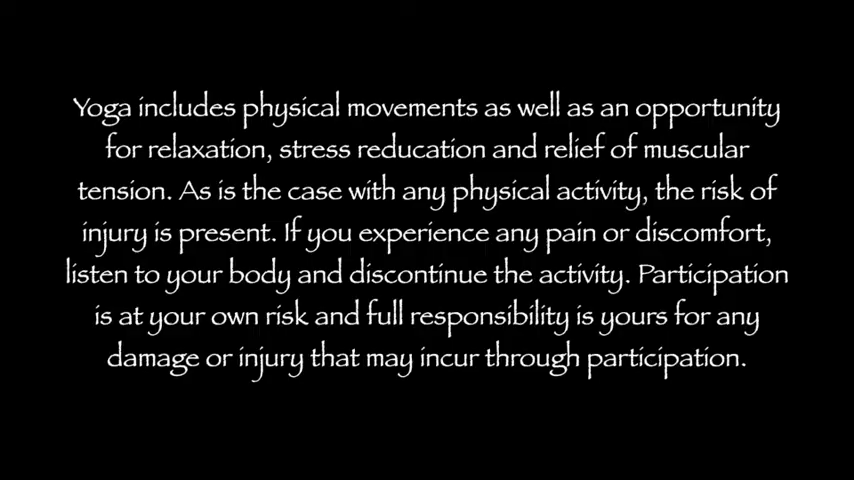 Yoga includes physical movements as well as an opportunity
for relaxation, stress reducation and relief of muscular
tension. As is the case with any physical activity, the risk of
injury is present. If you experience any pain or discomfort,
listen to your body and discontinue the activity. Participation
is at your own risk and full responsibility is yours for any
damage or injury that may incur through participation.